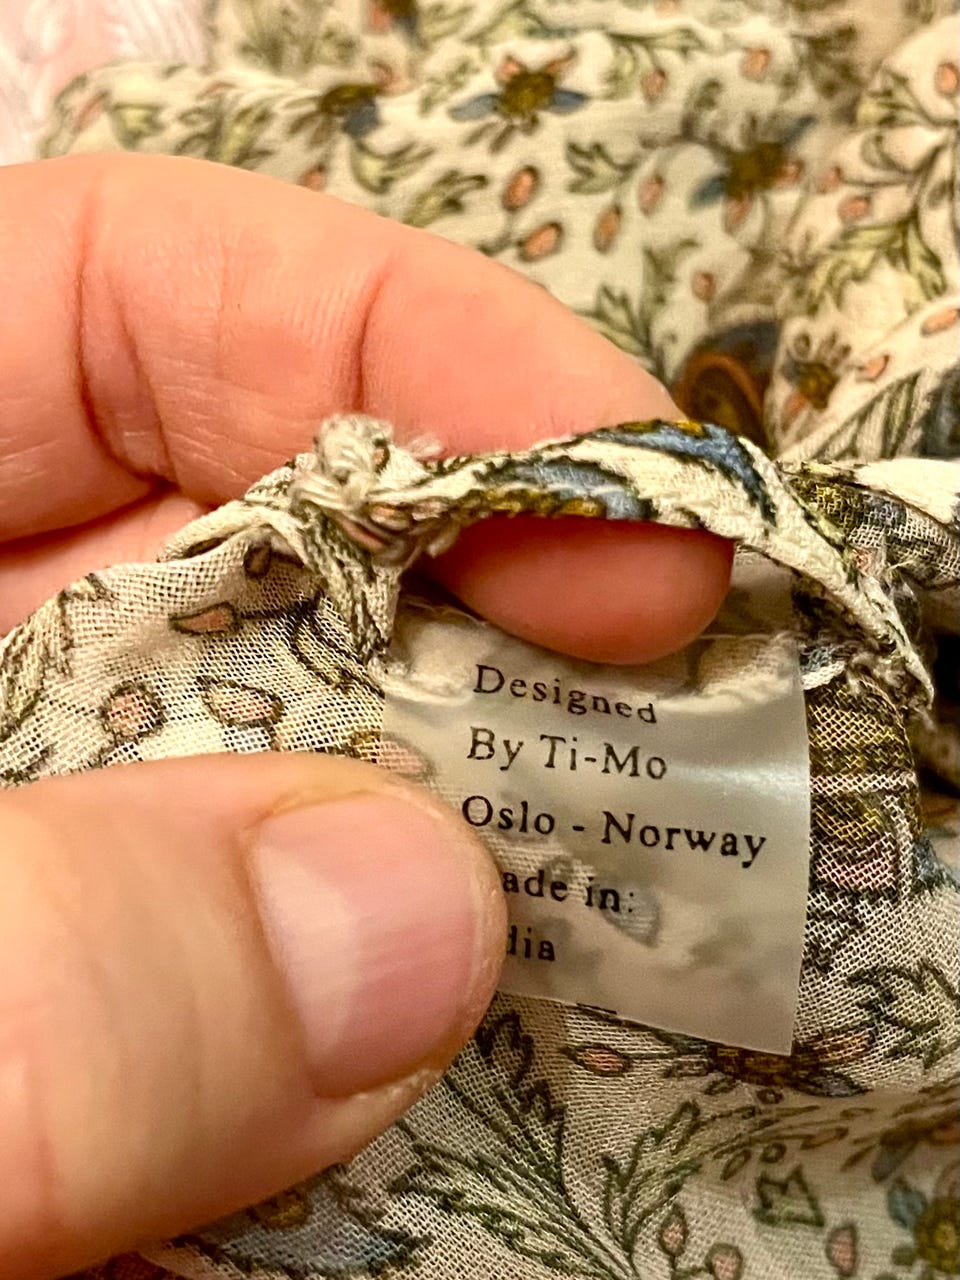 Designed
By Ti-Mo
Oslo - Norway
ade in:
dia